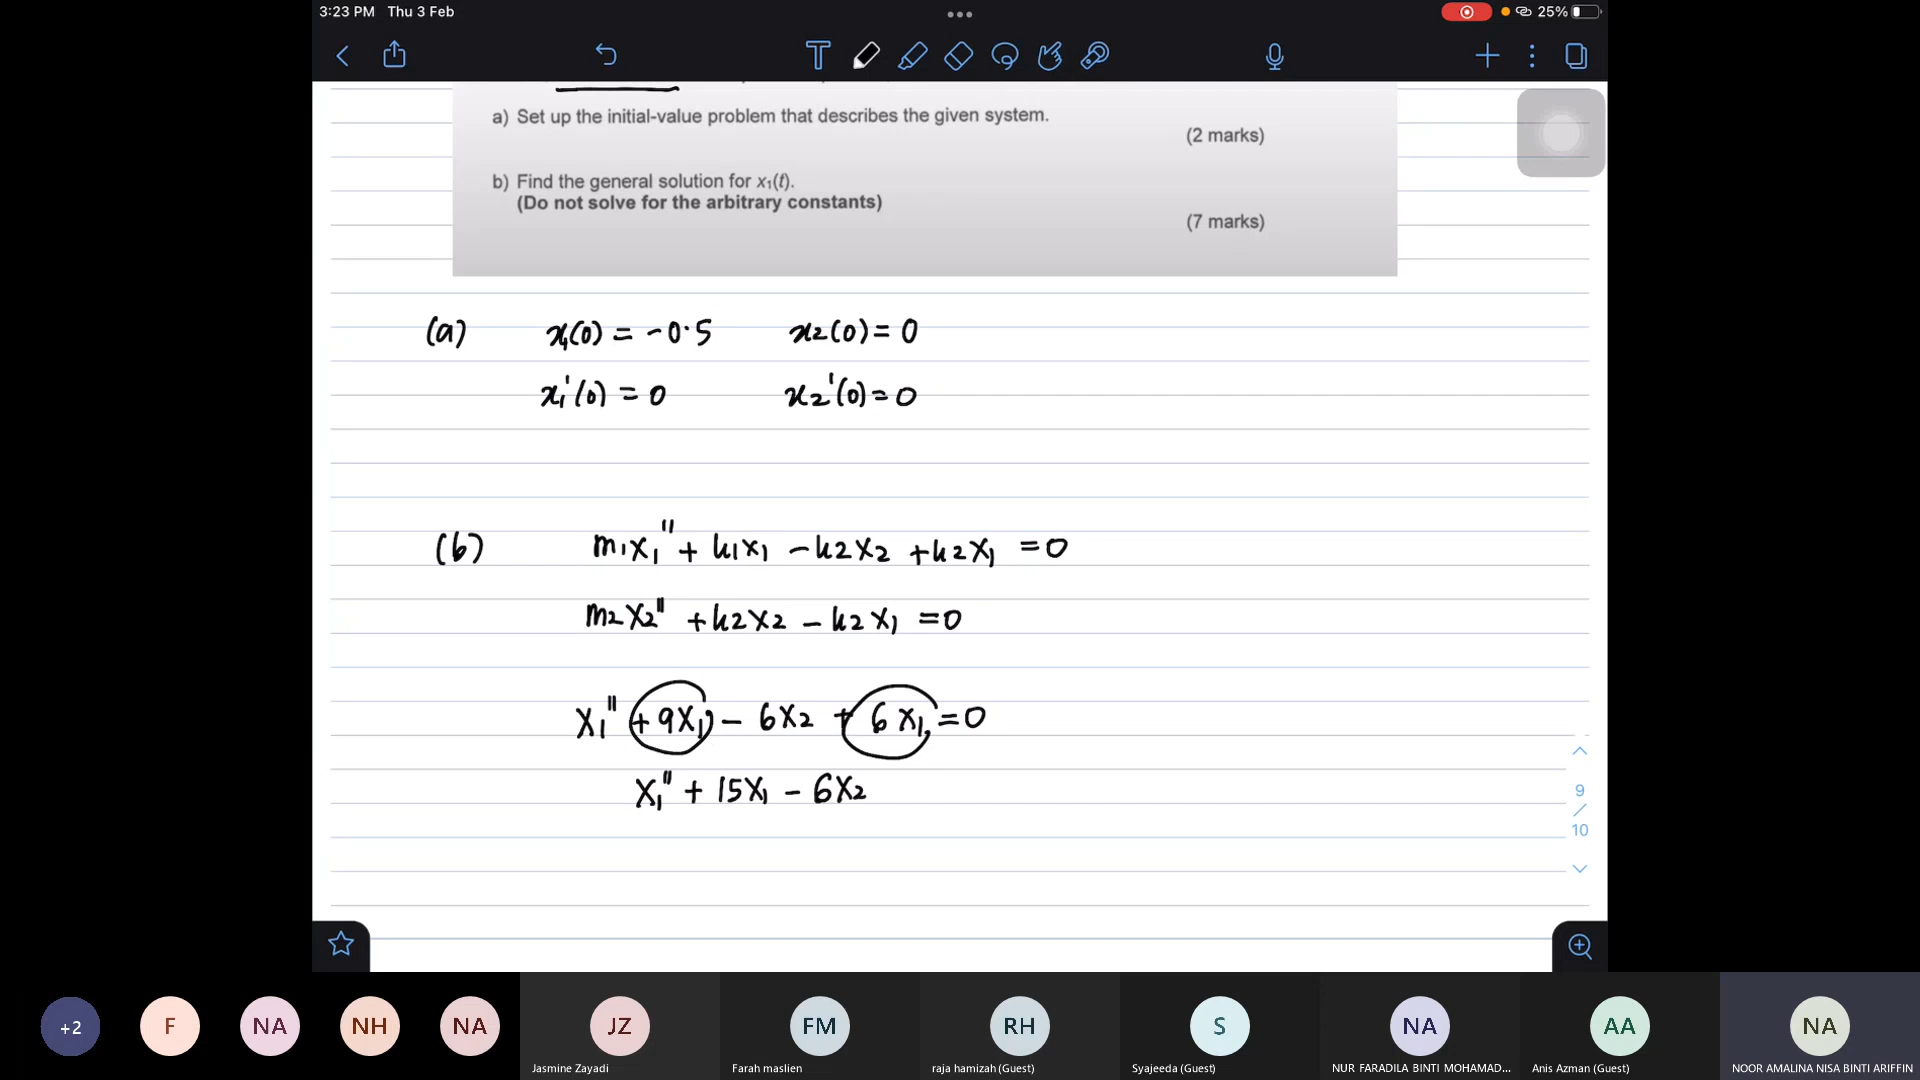 3:23 PM Thu 3 Feb
25%
a) Set up the initial-value problem that describes the given system.
(2 marks)
b) Find the general solution for x₁(t).
(Do not solve for the arbitrary constants)
(7 marks)
(a) x₁(0) = -0.5 x₂(0) = 0
x₁'(0) = 0 x₂'(0) = 0
(b) m₁x₁'' + k₁x₁ - k₂x₂ + k₂x₁ = 0
m₂x₂'' + k₂x₂ - k₂x₁ = 0
x₁'' + 9x₁ - 6x₂ + 6x₁ = 0
x₁'' + 15x₁ - 6x₂
9
/
10
+2
F
NA
NH
NA
JZ
FM
RH
S
NA
AA
NA
Jasmine Zayadi
Farah maslien
raja hamizah (Guest)
Syajeeda (Guest)
NUR FARADILA BINTI MOHAMAD...
Anis Azman (Guest)
NOOR AMALINA NISA BINTI ARIFFIN